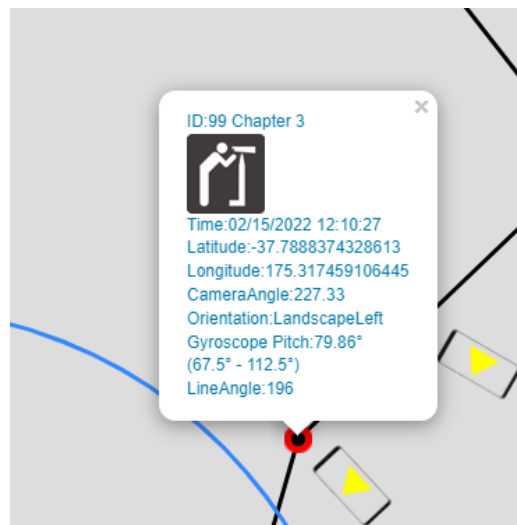 ×
ID:99 Chapter 3
Time:02/15/2022 12:10:27
Latitude:-37.7888374328613
Longitude:175.317459106445
CameraAngle:227.33
Orientation:LandscapeLeft
Gyroscope Pitch:79.86°
(67.5° - 112.5°)
LineAngle:196